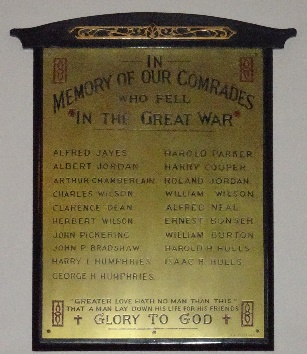 IN
MEMORY OF OUR COMRADES
WHO FELL
"IN THE GREAT WAR"
ALFRED JAYES HAROLD PARKER
ALBERT JORDAN HARRY COUPER
ARTHUR CHAMBERLAIN ROLAND JORDAN
CHARLES WILSON WILLIAM WILSON
CLARENCE DEAN ALFRED NEAL
HERBERT WILSON ERNEST BONSER
JOHN PICKERING WILLIAM BURTON
JOHN P BRADSHAW HAROLD H HULLS
HARRY T HUMPHRIES ISAAC H HULLS
GEORGE H HUMPHRIES
"GREATER LOVE HATH NO MAN THAN THIS
THAT A MAN LAY DOWN HIS LIFE FOR HIS FRIENDS"
GLORY TO GOD